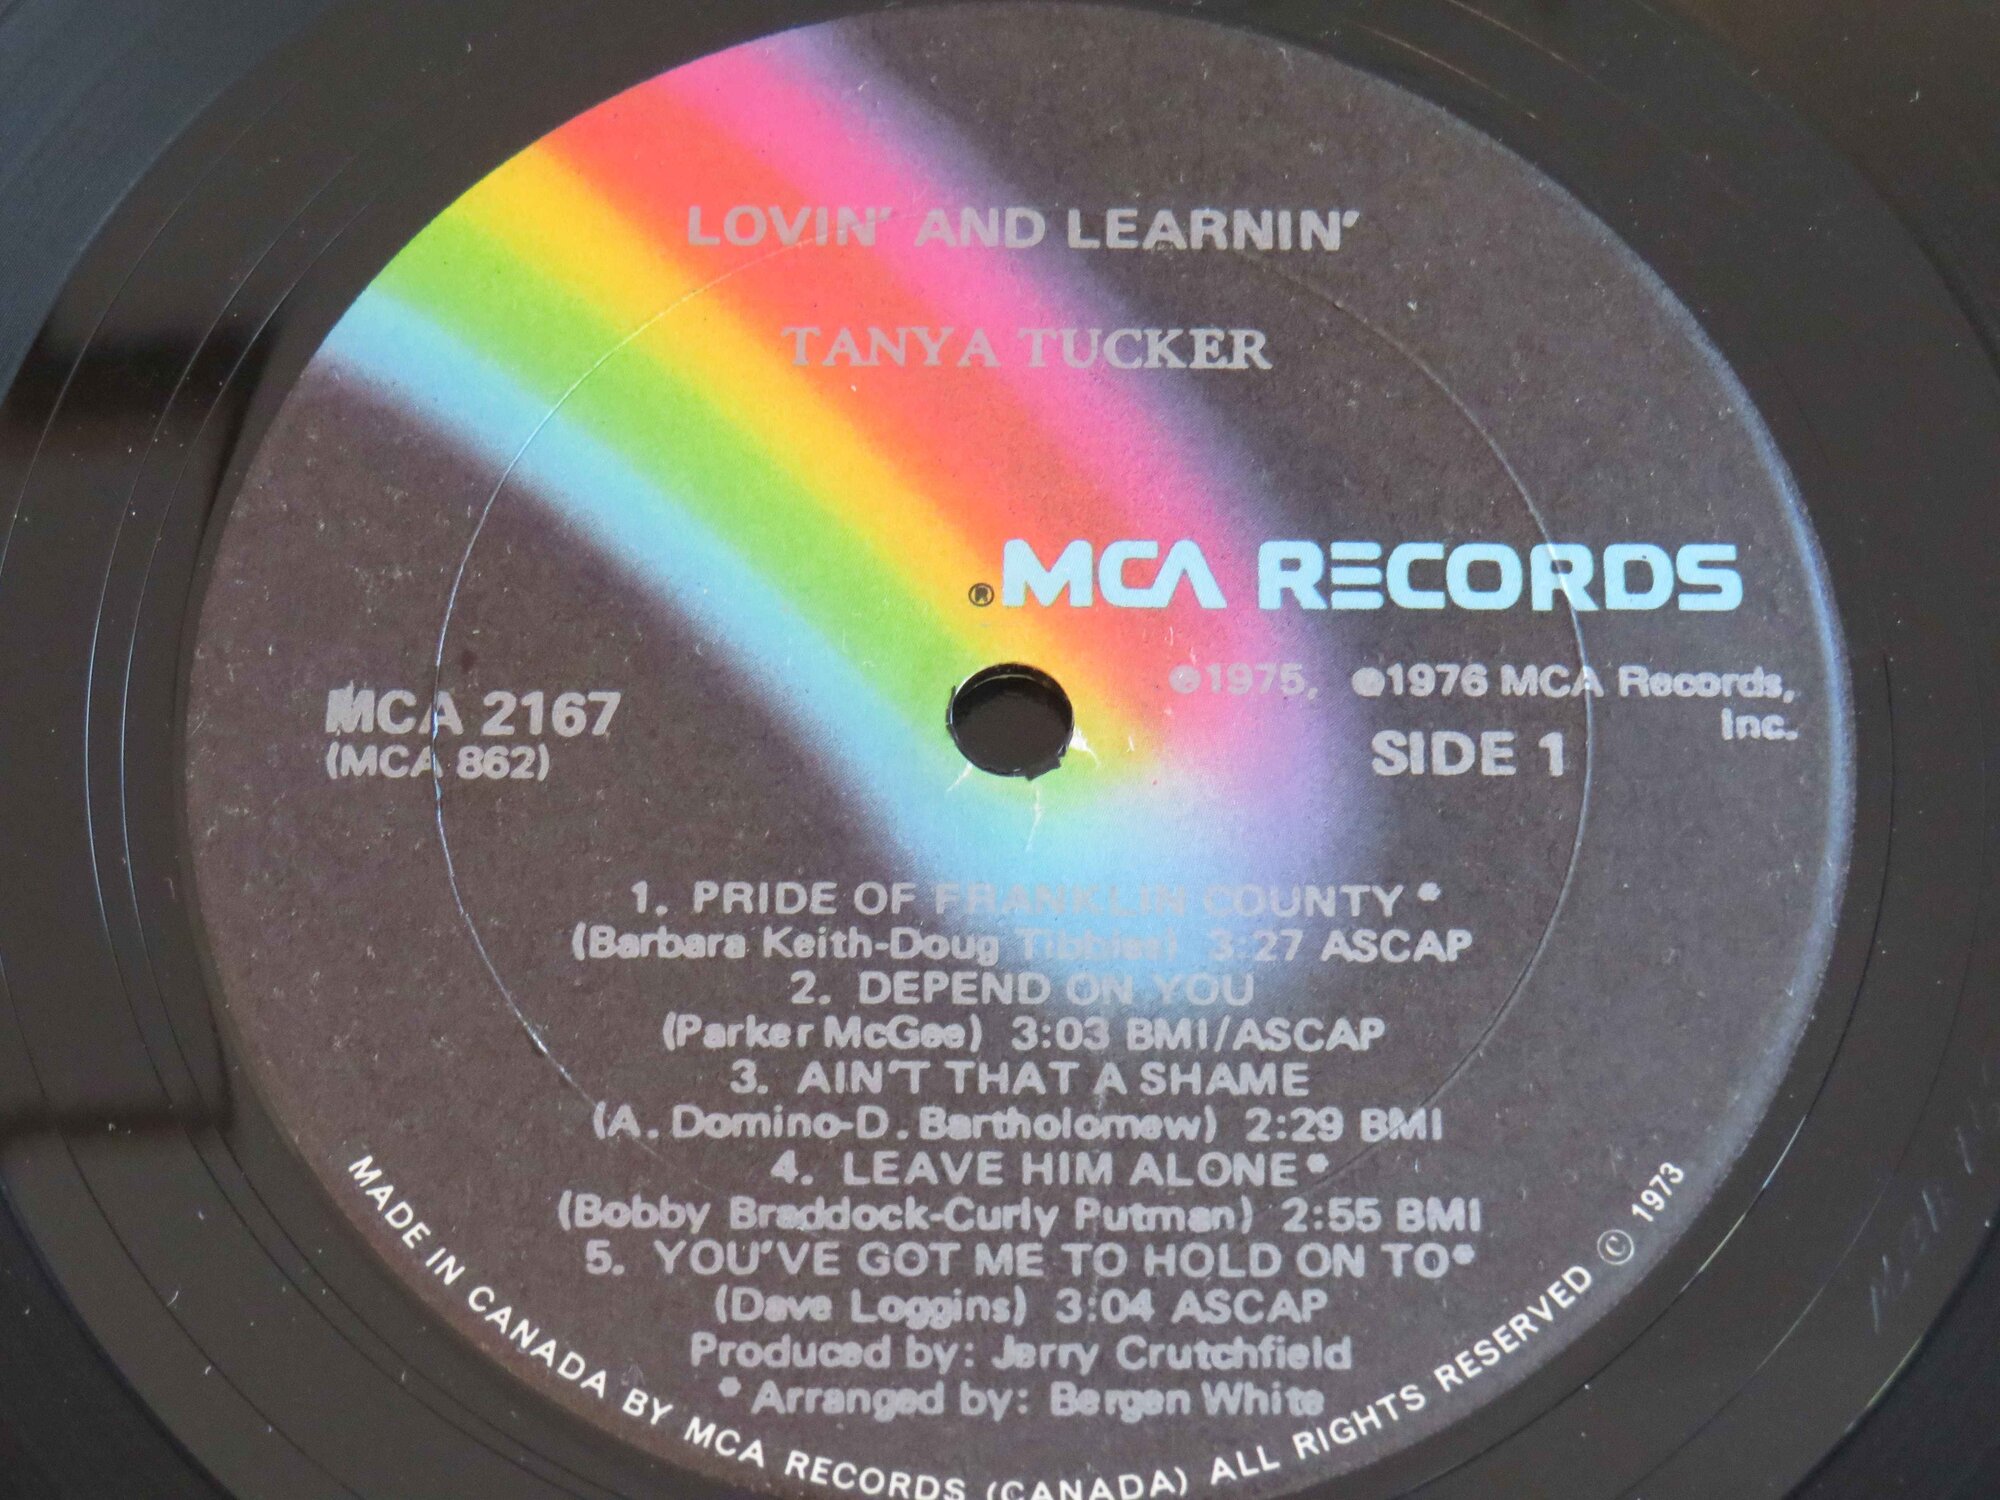 LOVIN' AND LEARNIN'
TANYA TUCKER
® MCA RECORDS
℗1975, ℗1976 MCA Records,
Inc.
MCA 2167
(MCA 862)
SIDE 1
1. PRIDE OF FRANKLIN COUNTY*
(Barbara Keith-Doug Tibbles) 3:27 ASCAP
2. DEPEND ON YOU
(Parker McGee) 3:03 BMI/ASCAP
3. AIN'T THAT A SHAME
(A. Domino-D. Bartholomew) 2:29 BMI
4. LEAVE HIM ALONE*
(Bobby Braddock-Curly Putman) 2:55 BMI
5. YOU'VE GOT ME TO HOLD ON TO*
(Dave Loggins) 3:04 ASCAP
Produced by: Jerry Crutchfield
* Arranged by: Bergen White
MADE IN CANADA BY MCA RECORDS (CANADA) ALL RIGHTS RESERVED © 1973